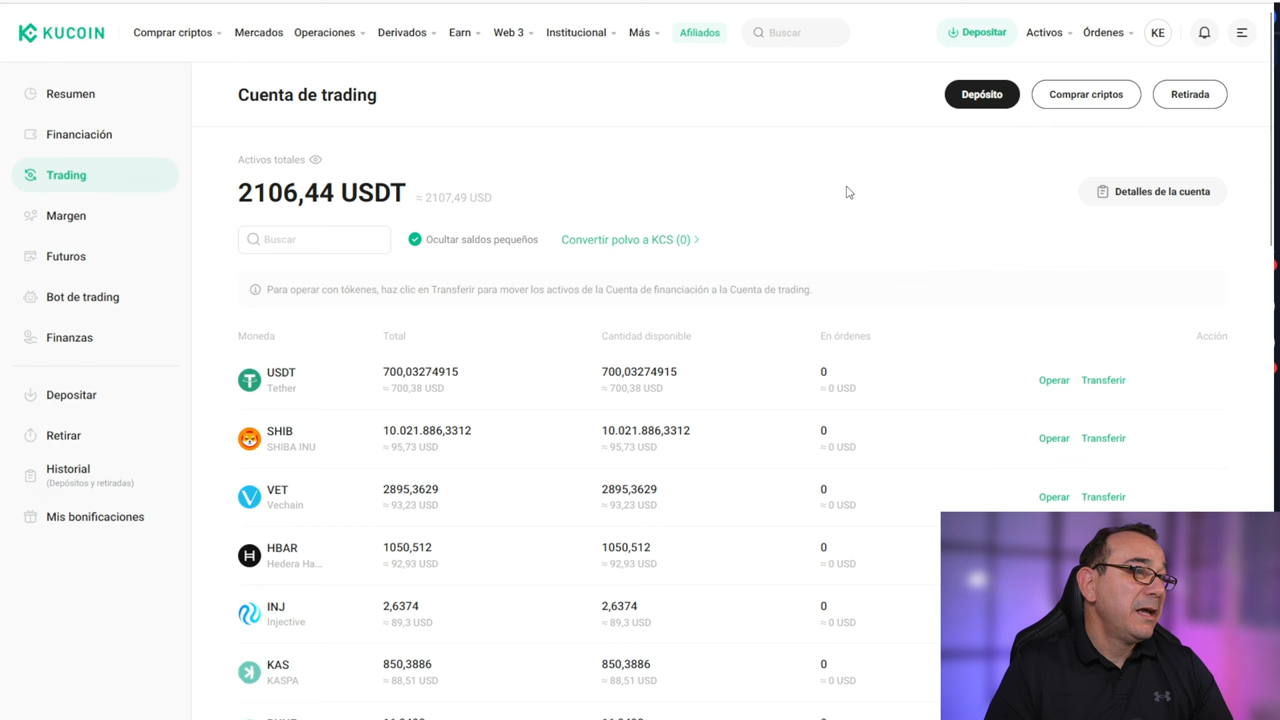 KUCOIN
Comprar criptos
Mercados
Operaciones
Derivados
Earn
Web 3
Institucional
Más
Afiliados
Buscar
Depositar
Activos
Órdenes
KE
Resumen
Financiación
Trading
Margen
Futuros
Bot de trading
Finanzas
Depositar
Retirar
Historial
(Depósitos y retiradas)
Mis bonificaciones
Cuenta de trading
Depósito
Comprar criptos
Retirada
Activos totales
2106,44 USDT ≈ 2107,49 USD
Detalles de la cuenta
Buscar
Ocultar saldos pequeños
Convertir polvo a KCS (0)
Para operar con tókenes, haz clic en Transferir para mover los activos de la Cuenta de financiación a la Cuenta de trading.
Moneda Total Cantidad disponible En órdenes Acción
USDT 700,03274915 700,03274915 0
Tether ≈ 700,38 USD ≈ 700,38 USD ≈ 0 USD
Operar Transferir
SHIB 10.021.886,3312 10.021.886,3312 0
SHIBA INU ≈ 95,73 USD ≈ 95,73 USD ≈ 0 USD
Operar Transferir
VET 2895,3629 2895,3629 0
Vechain ≈ 93,23 USD ≈ 93,23 USD ≈ 0 USD
Operar Transferir
HBAR 1050,512 1050,512 0
Hedera Ha... ≈ 92,93 USD ≈ 92,93 USD ≈ 0 USD
INJ 2,6374 2,6374 0
Injective ≈ 89,3 USD ≈ 89,3 USD ≈ 0 USD
KAS 850,3886 850,3886 0
KASPA ≈ 88,51 USD ≈ 88,51 USD ≈ 0 USD